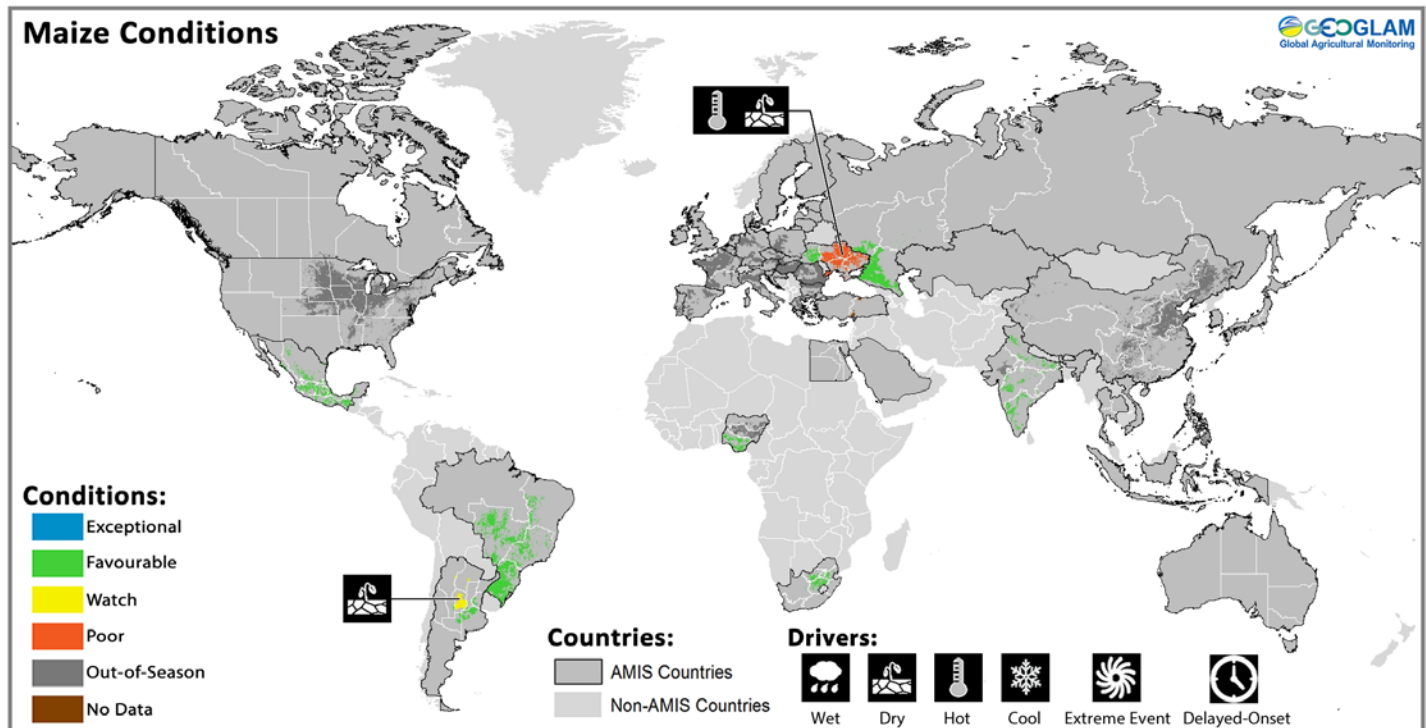 Maize Conditions
GEOGLAM
Global Agricultural Monitoring
Conditions:
Exceptional
Favourable
Watch
Poor
Out-of-Season
No Data
Countries:
AMIS Countries
Non-AMIS Countries
Drivers:
Wet
Dry
Hot
Cool
Extreme Event
Delayed-Onset